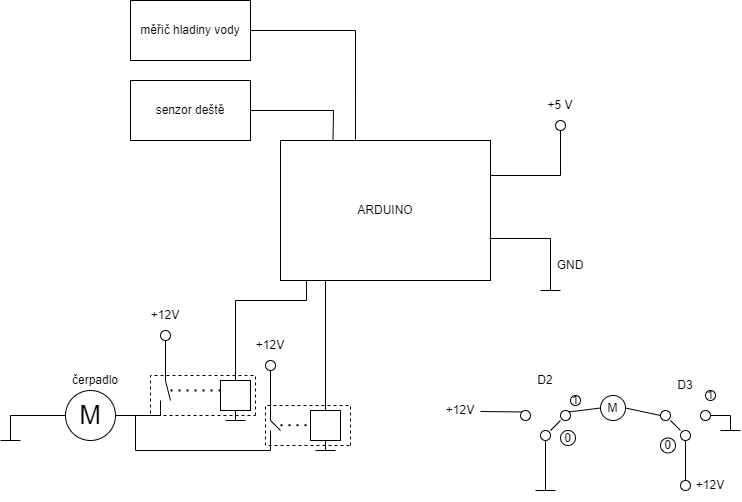 měřič hladiny vody
senzor deště
+5 V
ARDUINO
GND
+12V
+12V
čerpadlo
M
D2
D3
1
1
+12V
M
0
0
+12V